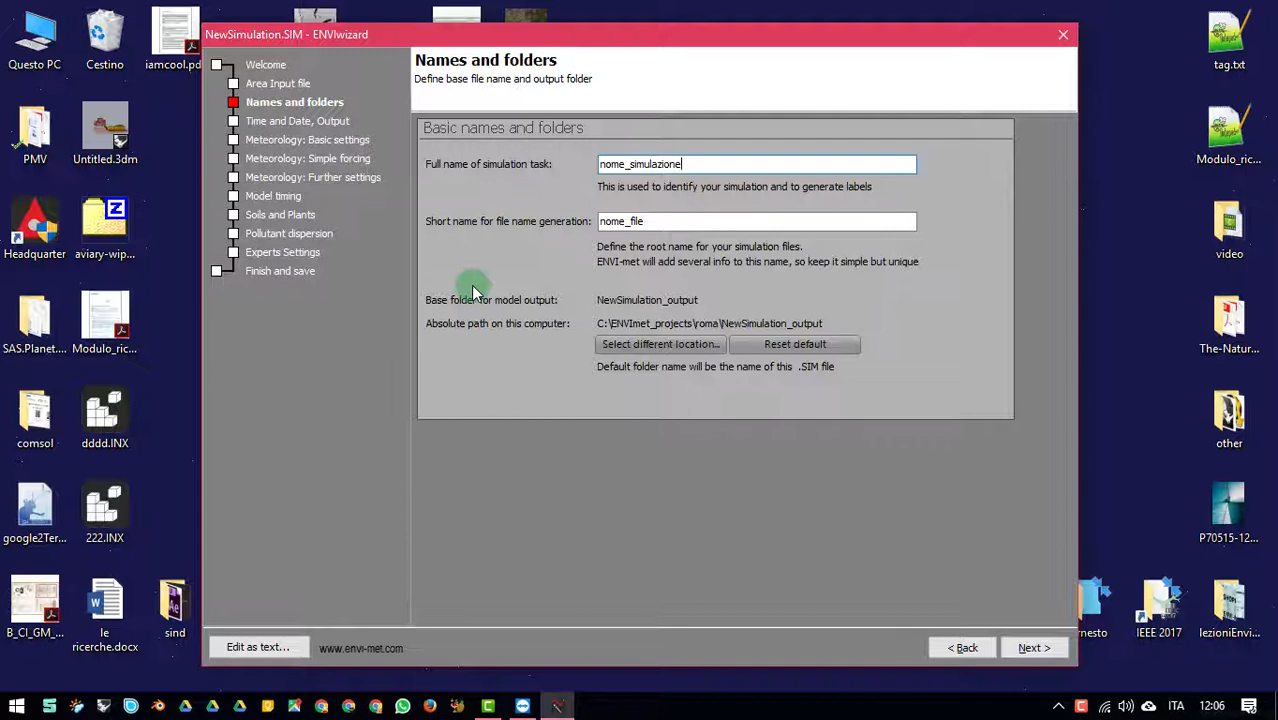 NewSimulation.SIM - ENVIwizard
Questo PC
Cestino
iamcool.pd
tag.txt
PMV
Untitled.3dm
Modulo_ric...
Headquarter
aviary-wip...
video
SAS.Planet...
Modulo_ric...
The-Natur...
comsol
dddd.INX
other
google2Ter...
222.INX
P70515-12...
B_CI_GM_...
le
ricerche.docx
sind
rnesto
IEEE 2017
lezioniEnvi...
Welcome
Area Input file
Names and folders
Time and Date, Output
Meteorology: Basic settings
Meteorology: Simple forcing
Meteorology: Further settings
Model timing
Soils and Plants
Pollutant dispersion
Experts Settings
Finish and save
Names and folders
Define base file name and output folder
Basic names and folders
Full name of simulation task: nome_simulazione
This is used to identify your simulation and to generate labels
Short name for file name generation: nome_file
Define the root name for your simulation files.
ENVI-met will add several info to this name, so keep it simple but unique
Base folder for model output: NewSimulation_output
Absolute path on this computer: C:\ENVImet_projects\roma\NewSimulation_output
Select different location... Reset default
Default folder name will be the name of this .SIM file
Edit as text... www.envi-met.com < Back Next >
ITA 12:06